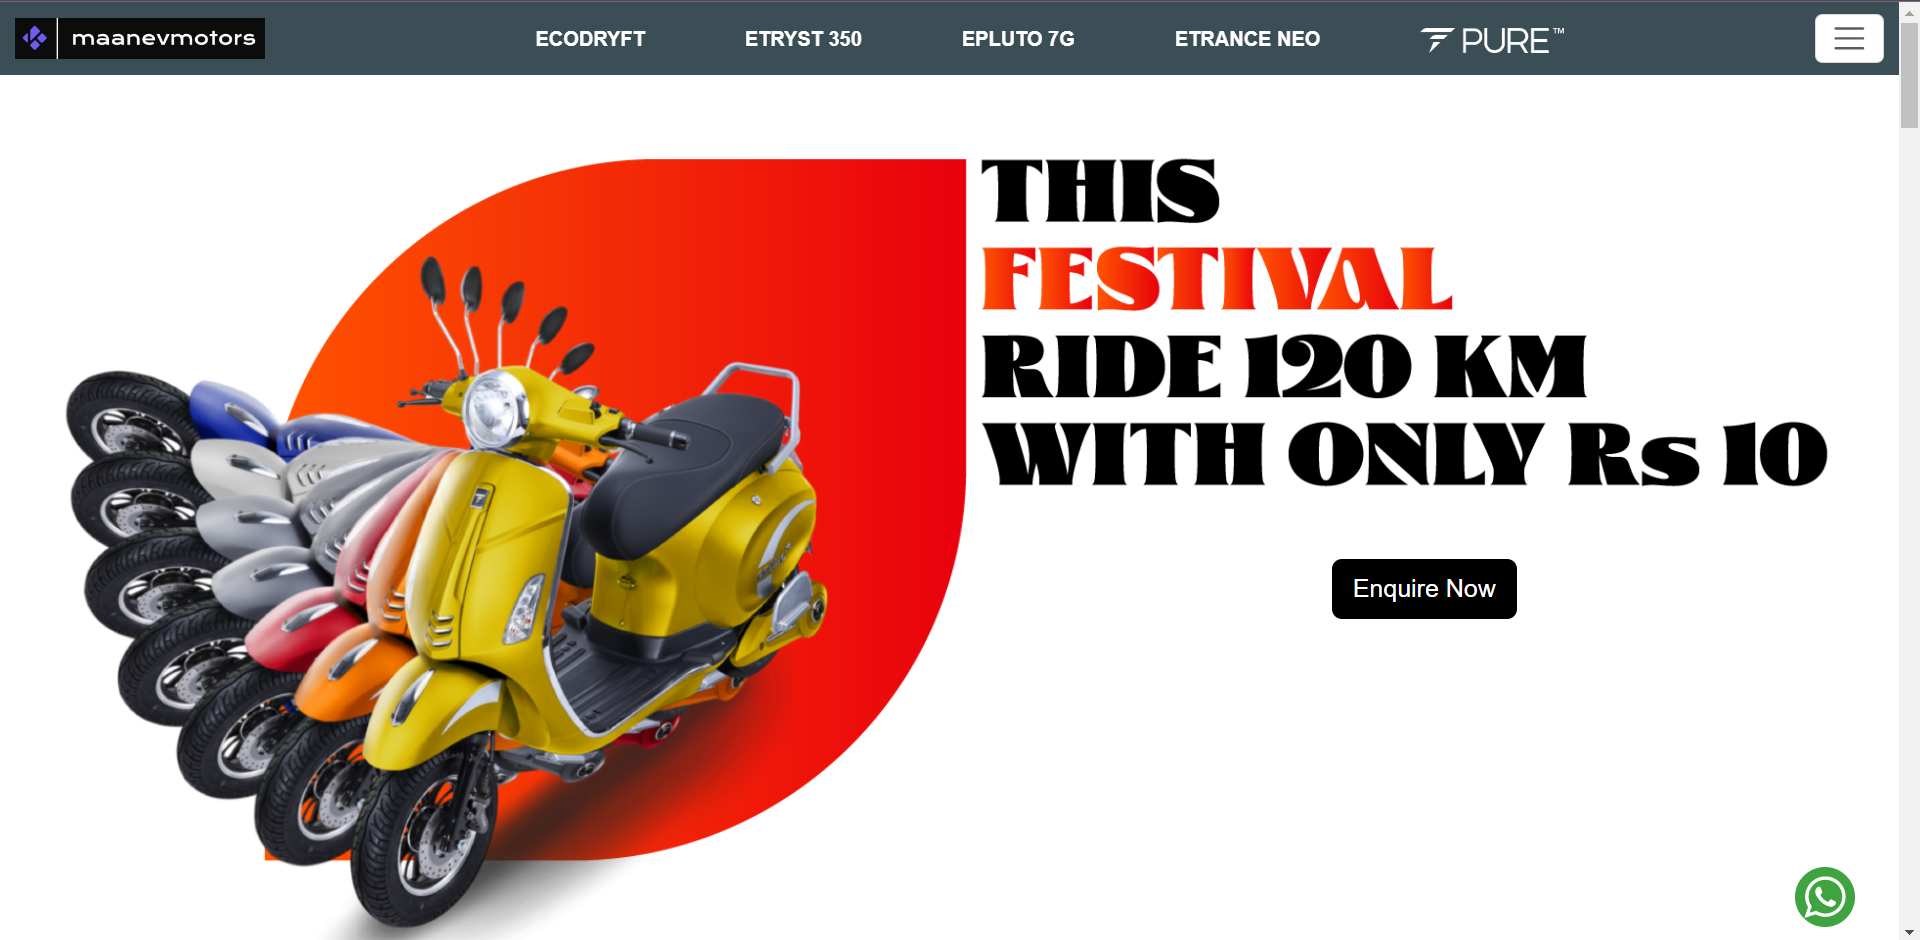 maanevmotors
ECODRYFT
ETRYST 350
EPLUTO 7G
ETRANCE NEO
PURE™
THIS
FESTIVAL
RIDE 120 KM
WITH ONLY Rs 10
Enquire Now